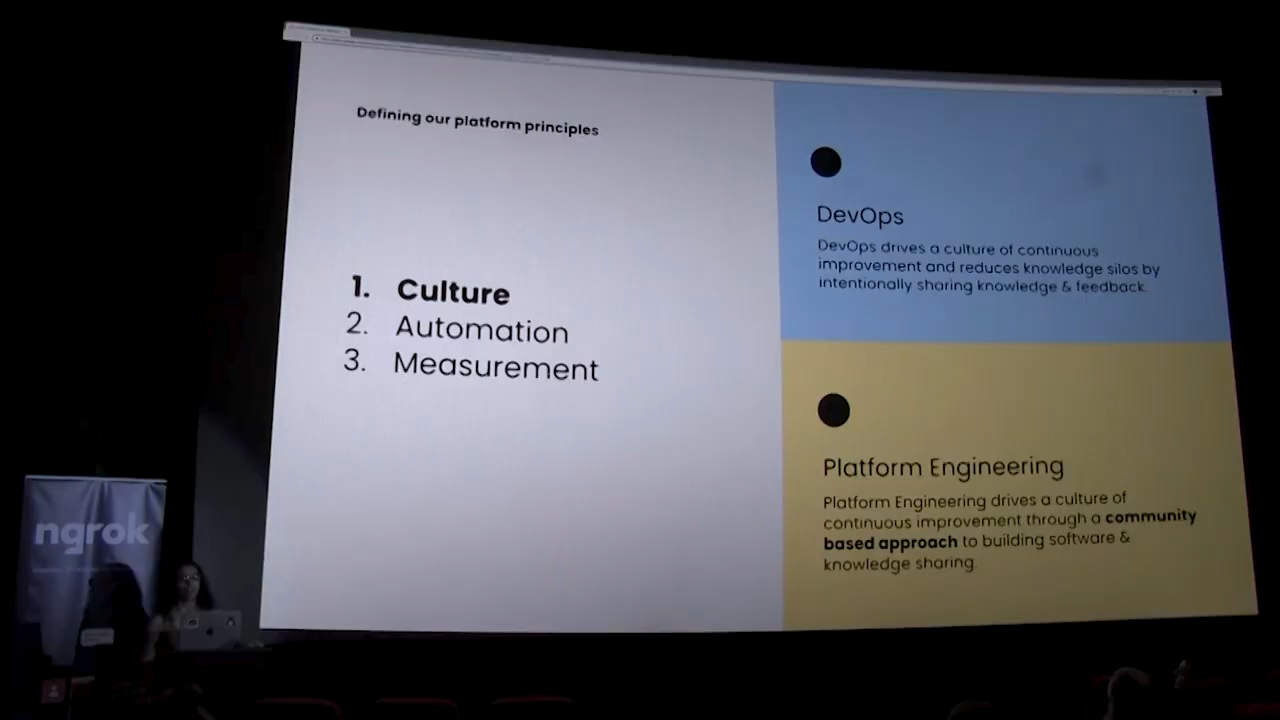 Defining our platform principles
1. Culture
2. Automation
3. Measurement
DevOps
DevOps drives a culture of continuous
improvement and reduces knowledge silos by
intentionally sharing knowledge & feedback.
Platform Engineering
Platform Engineering drives a culture of
continuous improvement through a community
based approach to building software &
knowledge sharing.
ngrok